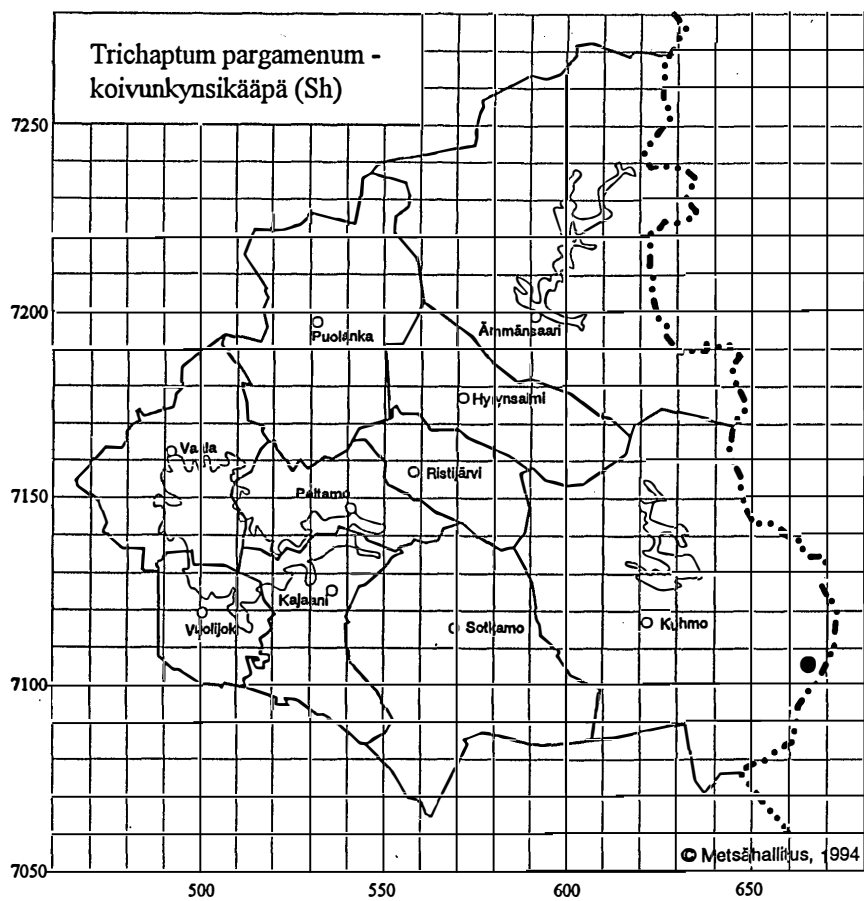 Trichaptum pargamenum -
koivunkynsikääpä (Sh)
7250
7200
Ämmänsaari
Puolanka
Hyrynsalmi
Vaala
Ristijärvi
7150
Paltamo
Kajaani
Vuolijok
Sotkamo
Kuhmo
7100
7050
© Metsähallitus, 1994
500
550
600
650